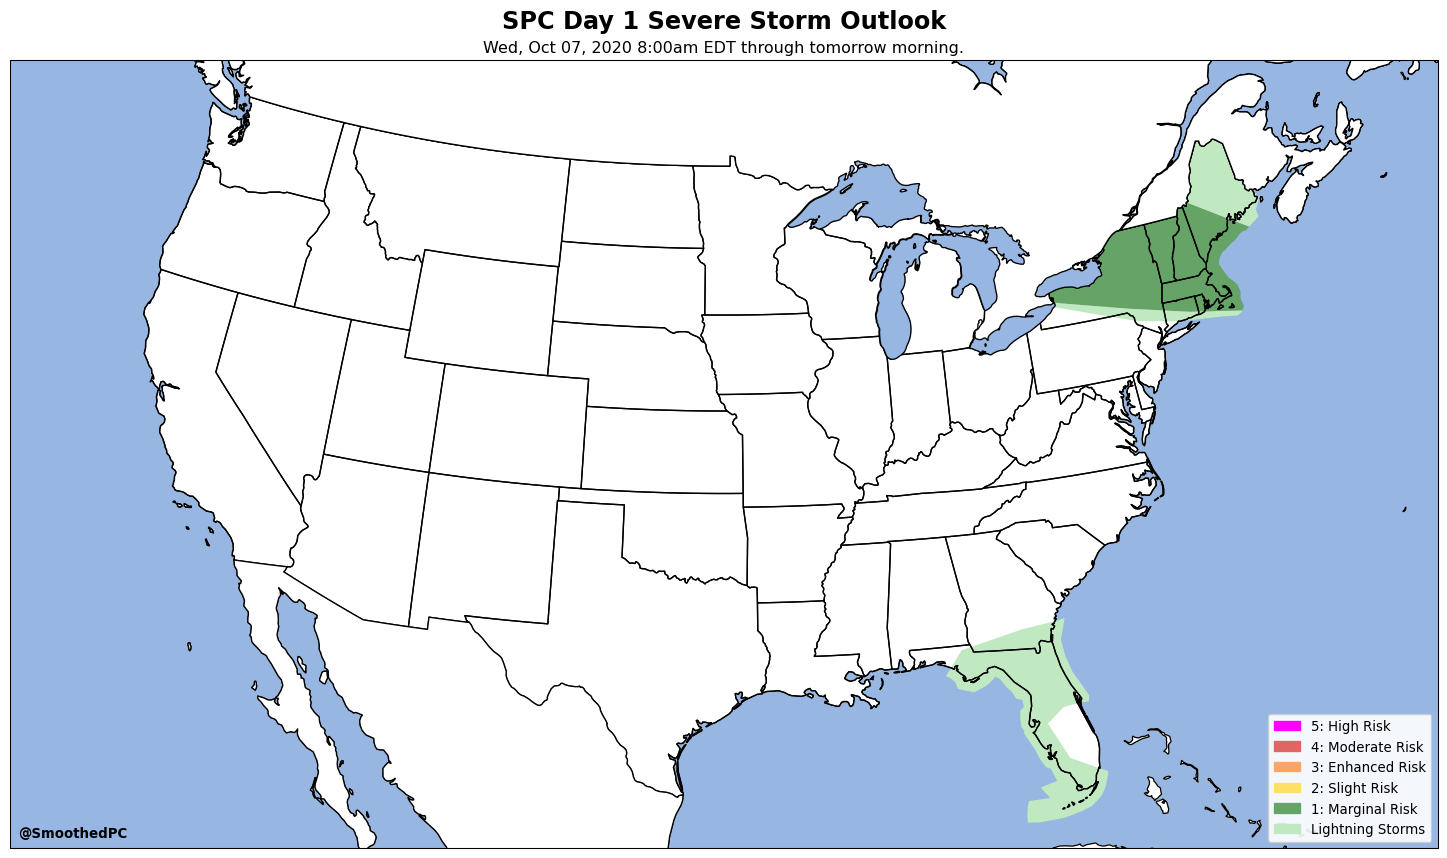 SPC Day 1 Severe Storm Outlook
Wed, Oct 07, 2020 8:00am EDT through tomorrow morning.
5: High Risk
4: Moderate Risk
3: Enhanced Risk
2: Slight Risk
1: Marginal Risk
Lightning Storms
@SmoothedPC